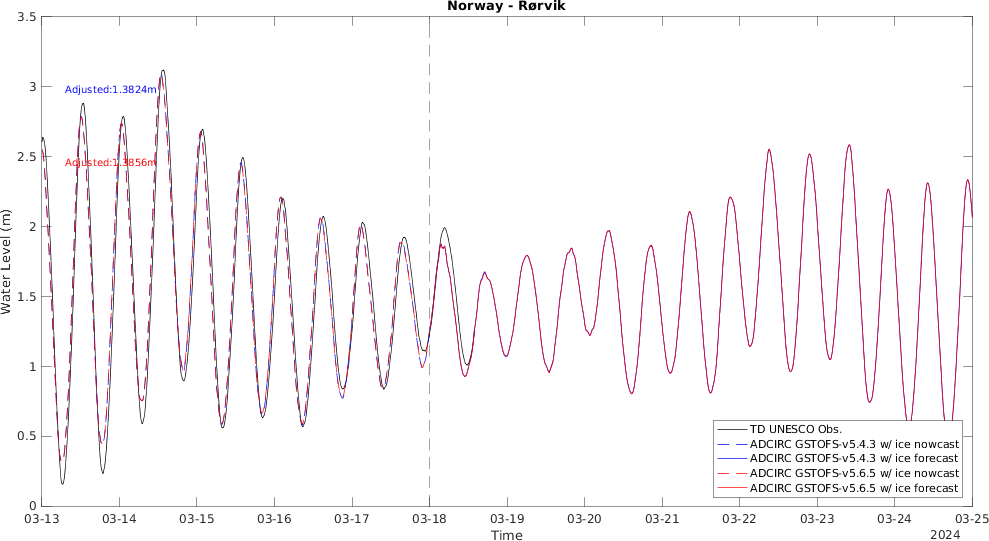 Norway - Rørvik
3.5
3
2.5
2
1.5
1
0.5
0
Water Level (m)
Adjusted:1.3824m
Adjusted:1.3856m
TD UNESCO Obs.
ADCIRC GSTOFS-v5.4.3 w/ ice nowcast
ADCIRC GSTOFS-v5.4.3 w/ ice forecast
ADCIRC GSTOFS-v5.6.5 w/ ice nowcast
ADCIRC GSTOFS-v5.6.5 w/ ice forecast
03-13 03-14 03-15 03-16 03-17 03-18 03-19 03-20 03-21 03-22 03-23 03-24 03-25
Time
2024